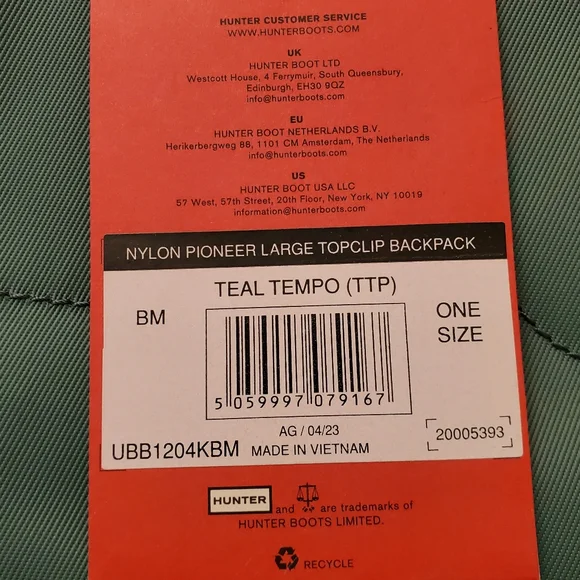 HUNTER CUSTOMER SERVICE
WWW.HUNTERBOOTS.COM
UK
HUNTER BOOT LTD
Westcott House, 4 Ferrymuir, South Quensbury,
Edinburgh, EH30 9QZ
info@hunterboots.com
EU
HUNTER BOOT NETHERLANDS B.V.
Herikerbergweg 88, 1101 CM Amsterdam, The Netherlands
info@hunterboots.com
US
HUNTER BOOT USA LLC
57 West, 57th Street, 20th Floor, New York, NY 10019
information@hunterboots.com
NYLON PIONEER LARGE TOPCLIP BACKPACK
TEAL TEMPO (TTP)
BM
ONE
SIZE
5 059997 079167
AG / 04/23
UBB1204KBM MADE IN VIETNAM
20005393
HUNTER and are trademarks of
HUNTER BOOTS LIMITED.
RECYCLE